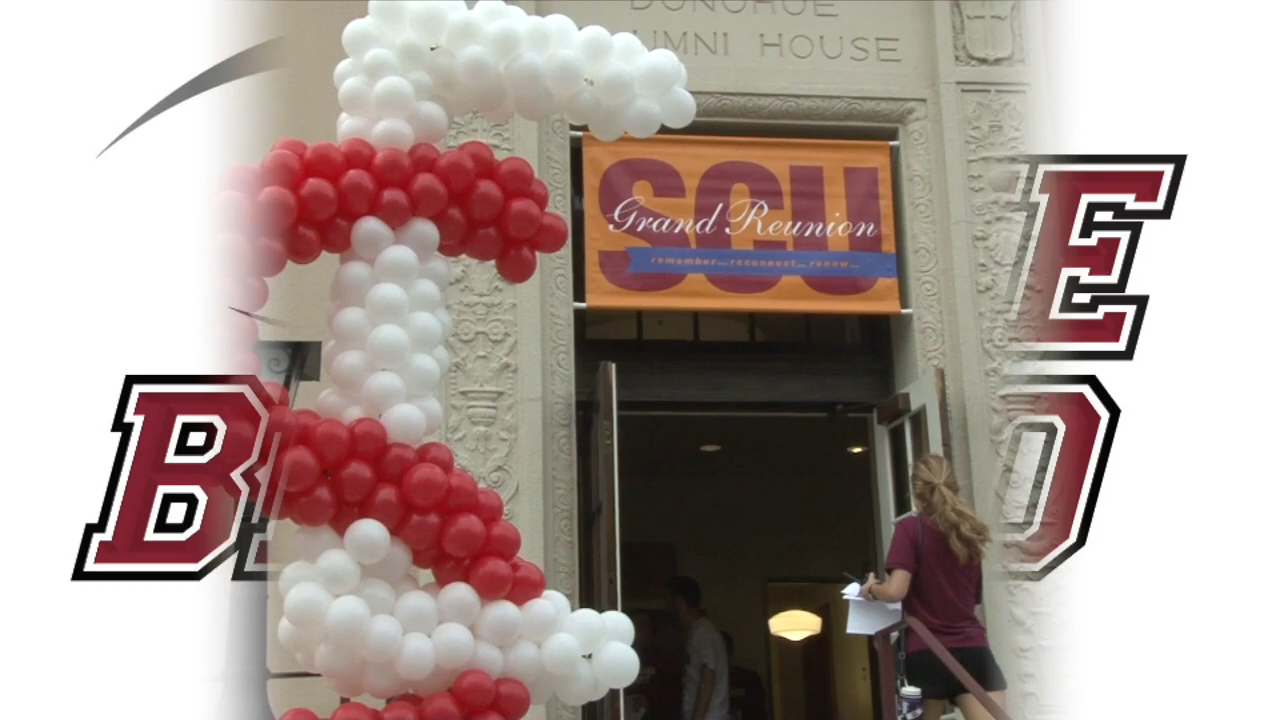 DONOHUE
UMNI HOUSE
SCU
Grand Reunion
remember... reconnect... renew...
E
B
O